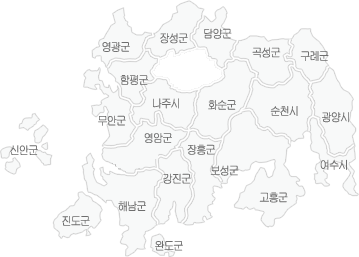 담양군
장성군
영광군
곡성군
구례군
함평군
나주시
화순군
순천시
광양시
무안군
영암군
장흥군
신안군
여수시
보성군
강진군
고흥군
해남군
진도군
완도군